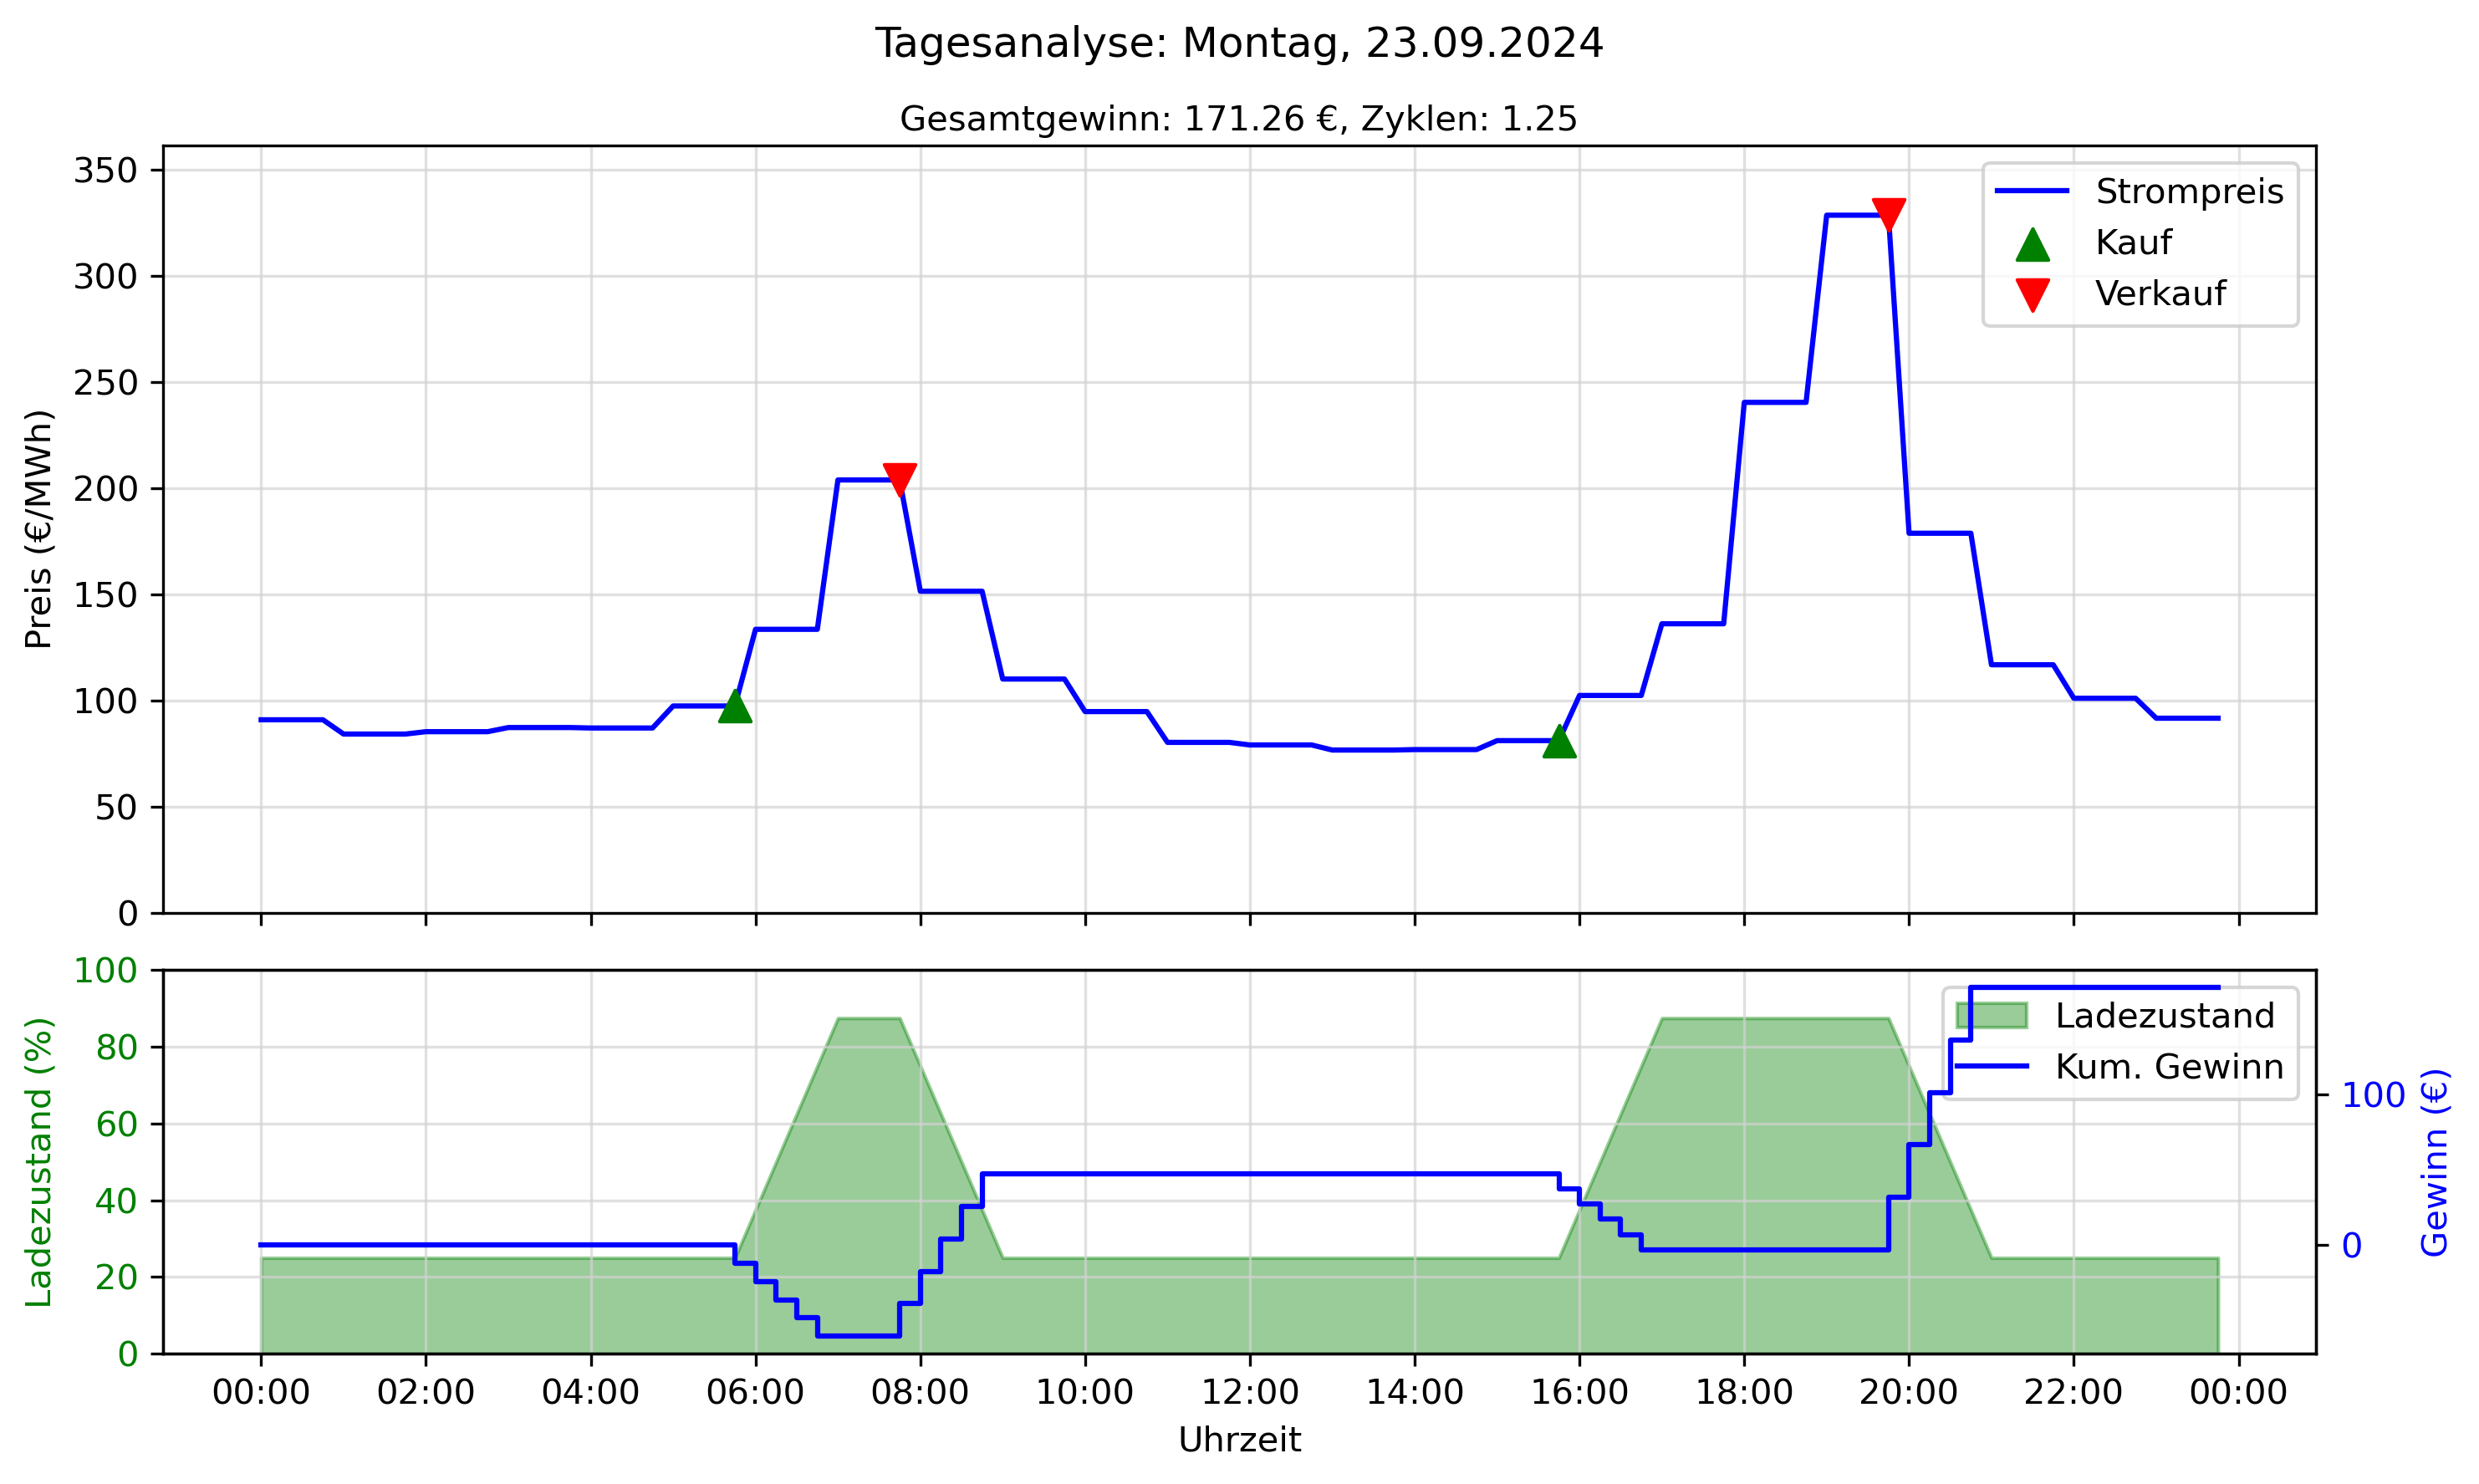 Tagesanalyse: Montag, 23.09.2024
Gesamtgewinn: 171.26 €, Zyklen: 1.25
Preis (€/MWh)
350
300
250
200
150
100
50
0
Strompreis
Kauf
Verkauf
Ladezustand (%)
100
80
60
40
20
0
Ladezustand
Kum. Gewinn
100
0
Gewinn (€)
00:00 02:00 04:00 06:00 08:00 10:00 12:00 14:00 16:00 18:00 20:00 22:00 00:00
Uhrzeit